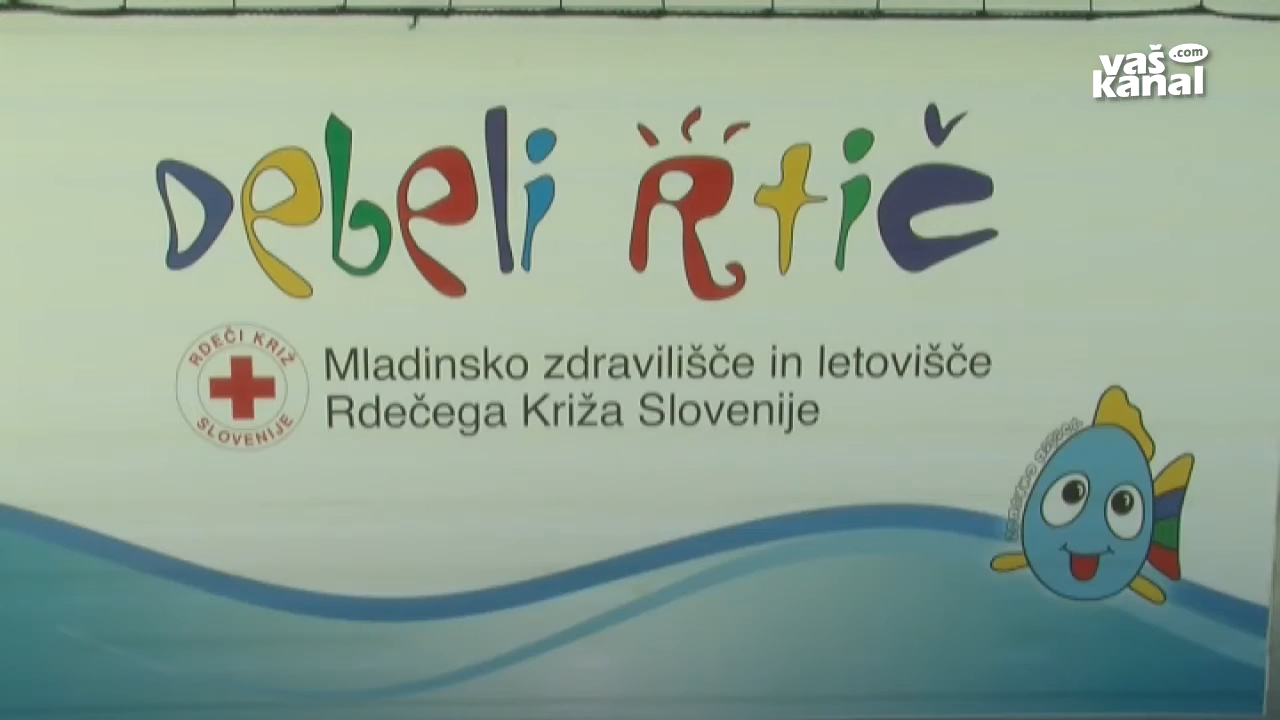 vaš .com
kanal
Debeli Rtič
RDEČI KRIŽ
SLOVENIJE
Mladinsko zdravilišče in letovišče
Rdečega Križa Slovenije